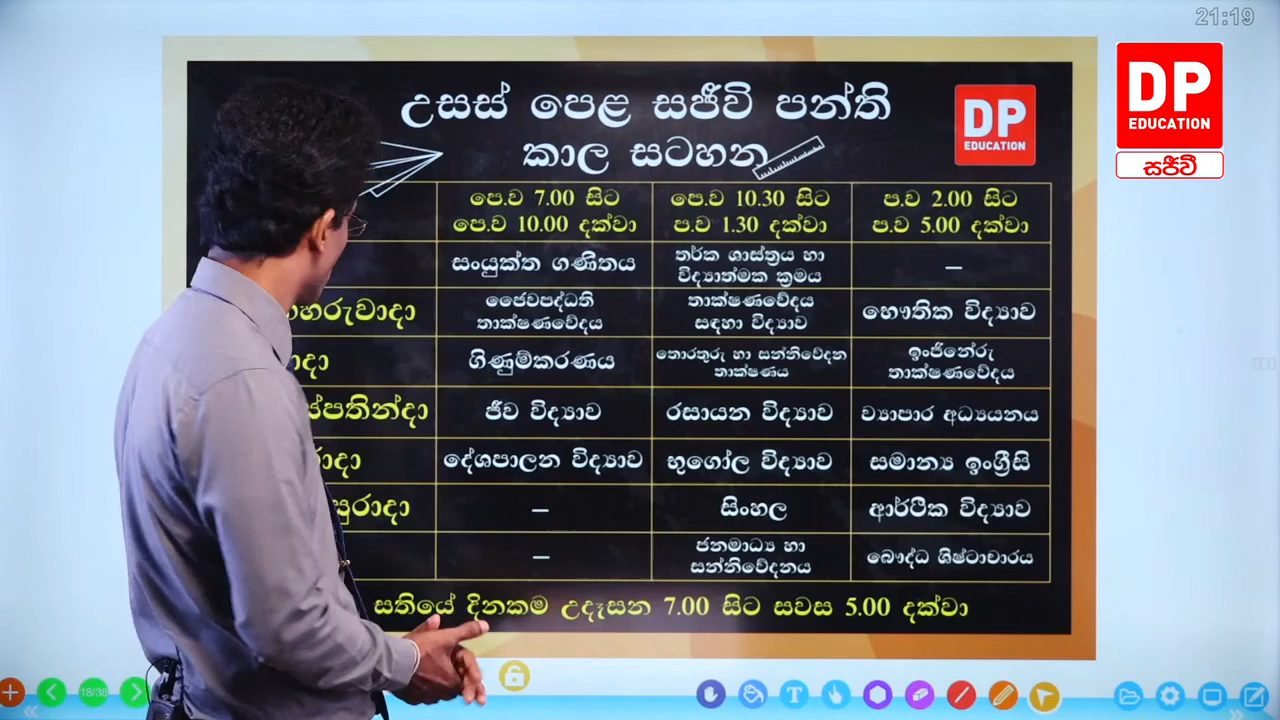 21:19
DP
EDUCATION
සජීවී
උසස් පෙළ සජීවි පන්ති
කාල සටහන
DP
EDUCATION
පෙ.ව 7.00 සිට
පෙ.ව 10.00 දක්වා
පෙ.ව 10.30 සිට
ප.ව 1.30 දක්වා
ප.ව 2.00 සිට
ප.ව 5.00 දක්වා
සංයුක්ත ගණිතය
තර්ක ශාස්ත්‍රය හා
විද්‍යාත්මක ක්‍රමය
–
හරුවාදා
ජෛවපද්ධති
තාක්ෂණවේදය
තාක්ෂණවේදය
සඳහා විද්‍යාව
භෞතික විද්‍යාව
දා
ගිණුම්කරණය
තොරතුරු හා සන්නිවේදන
තාක්ෂණය
ඉංජිනේරු
තාක්ෂණවේදය
ස්පතින්දා
ජීව විද්‍යාව
රසායන විද්‍යාව
ව්‍යාපාර අධ්‍යයනය
රාදා
දේශපාලන විද්‍යාව
භූගෝල විද්‍යාව
සමාන්‍ය ඉංග්‍රීසි
සුරාදා
–
සිංහල
ආර්ථික විද්‍යාව
–
ජනමාධ්‍ය හා
සන්නිවේදනය
බෞද්ධ ශිෂ්ටාචාරය
සතියේ දිනකම උදෑසන 7.00 සිට සවස 5.00 දක්වා
18/38